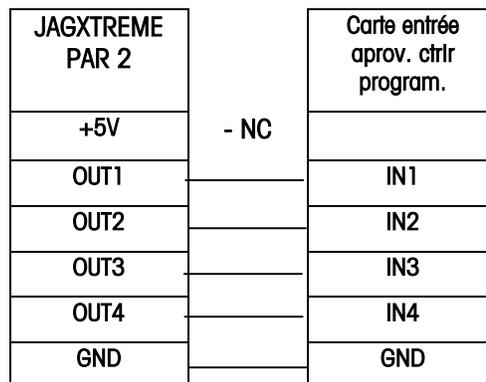 JAGXTREME
PAR 2
Carte entrée
aprov. ctrlr
program.
+5V
- NC
OUT1
IN1
OUT2
IN2
OUT3
IN3
OUT4
IN4
GND
GND